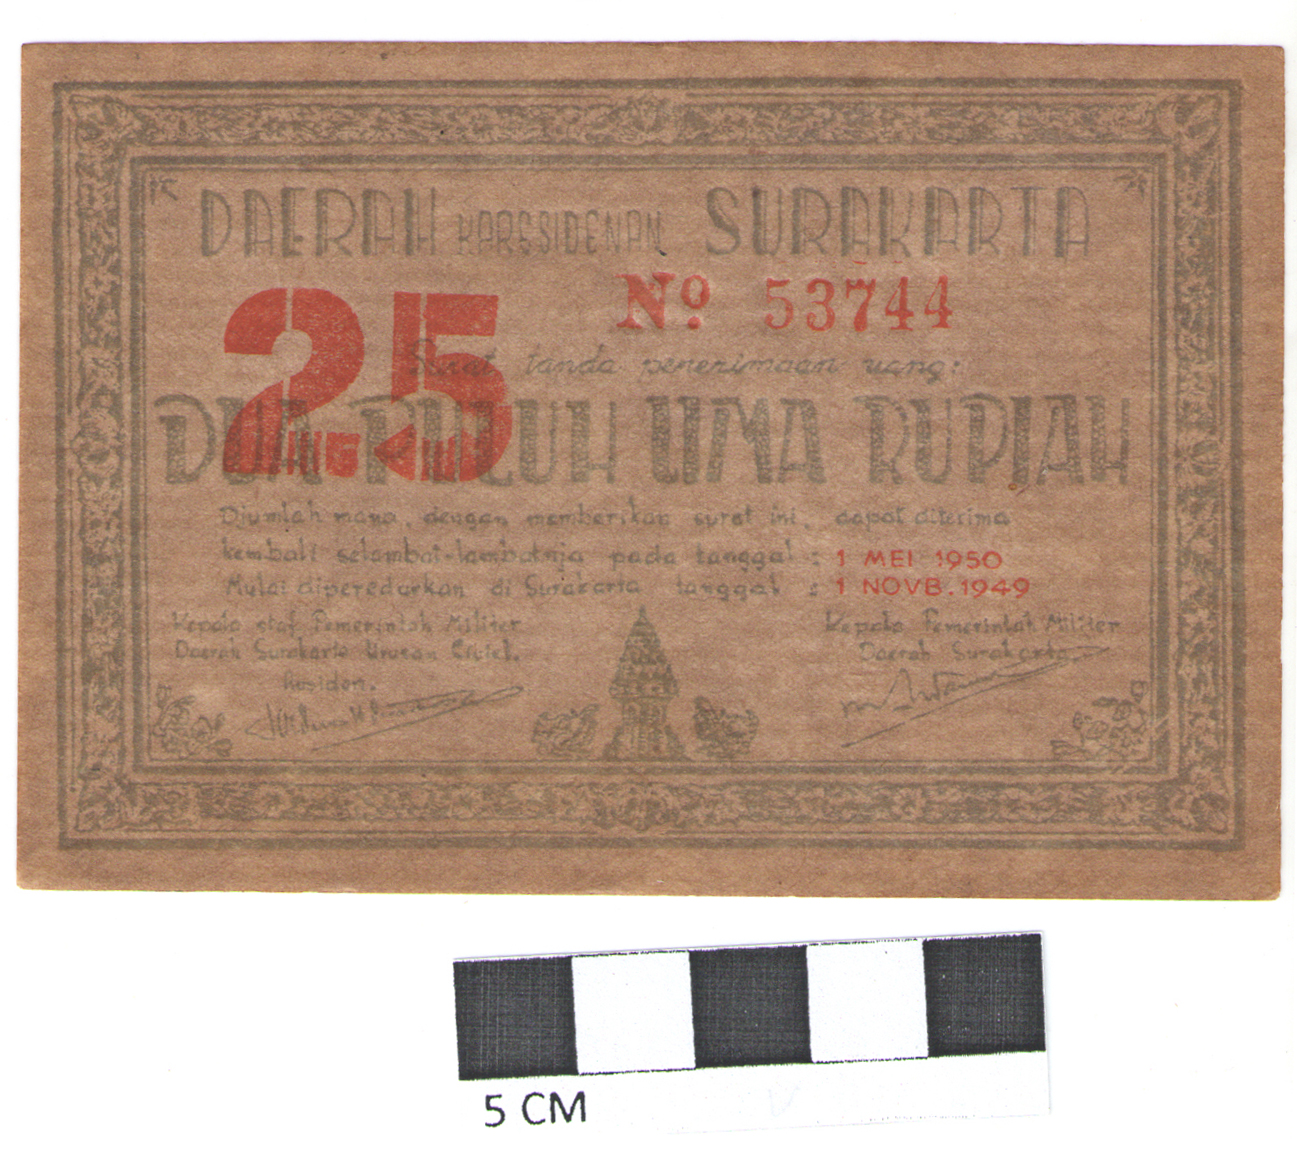 DAERAH KARESIDENAN SURAKARTA
25
No. 53744
Surat tanda penerimaan uang:
DUA PULUH LIMA RUPIAH
Djumlah mana, dengan memberikan surat ini, dapat diterima
kembali selambat-lambatnja pada tanggal : 1 MEI 1950
Mulai diperedarkan di Surakarta tanggal : 1 NOVB. 1949
Kepala staf Pemerintah Militer
Daerah Surakarta Urusan Civiel.
Residen.
Kepala Pemerintah Militer
Daerah Surakarta.
5 CM